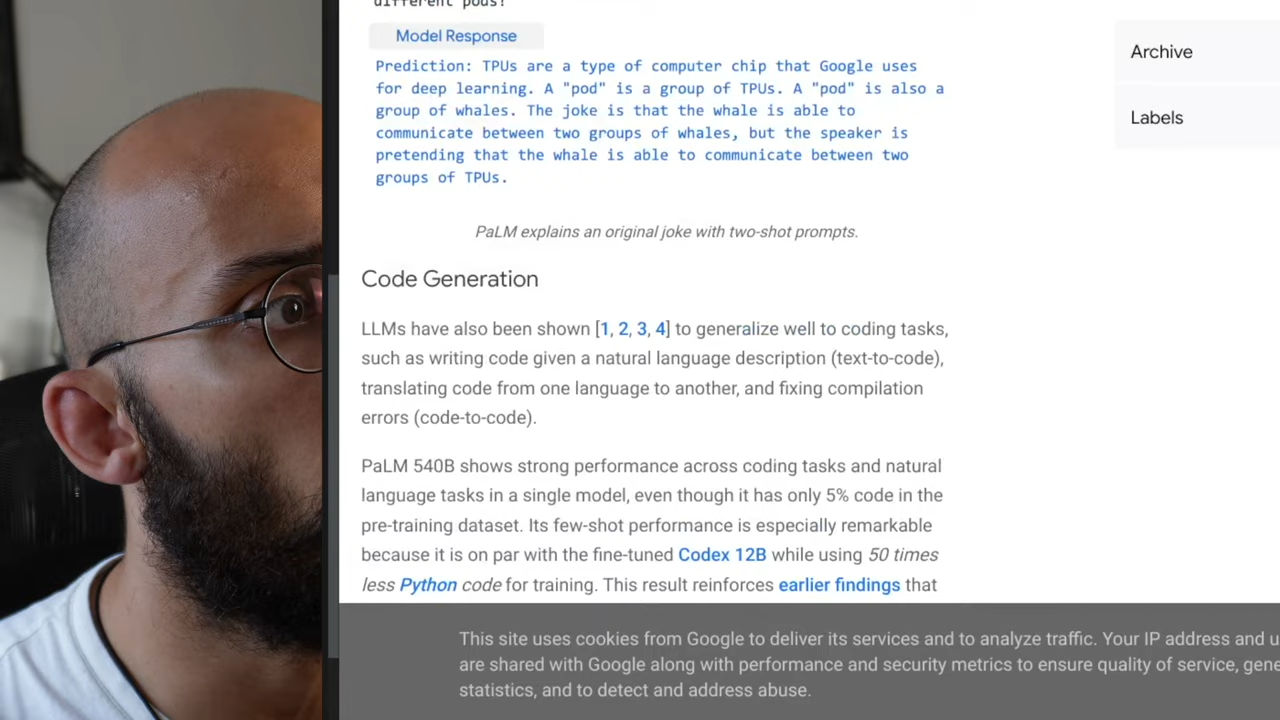 different pods?
Model Response
Prediction: TPUs are a type of computer chip that Google uses
for deep learning. A "pod" is a group of TPUs. A "pod" is also a
group of whales. The joke is that the whale is able to
communicate between two groups of whales, but the speaker is
pretending that the whale is able to communicate between two
groups of TPUs.
PaLM explains an original joke with two-shot prompts.
Code Generation
LLMs have also been shown [1, 2, 3, 4] to generalize well to coding tasks,
such as writing code given a natural language description (text-to-code),
translating code from one language to another, and fixing compilation
errors (code-to-code).
PaLM 540B shows strong performance across coding tasks and natural
language tasks in a single model, even though it has only 5% code in the
pre-training dataset. Its few-shot performance is especially remarkable
because it is on par with the fine-tuned Codex 12B while using 50 times
less Python code for training. This result reinforces earlier findings that
Archive
Labels
This site uses cookies from Google to deliver its services and to analyze traffic. Your IP address and u
are shared with Google along with performance and security metrics to ensure quality of service, gene
statistics, and to detect and address abuse.